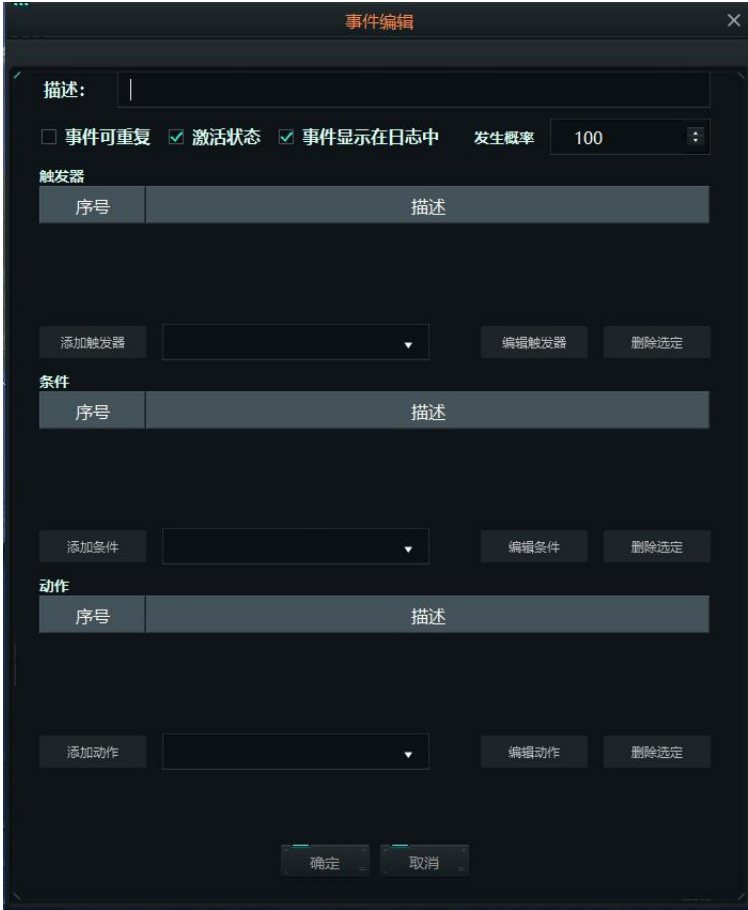 事件编辑
描述：
事件可重复 激活状态 事件显示在日志中 发生概率 100
触发器
序号 描述
添加触发器 编辑触发器 删除选定
条件
序号 描述
添加条件 编辑条件 删除选定
动作
序号 描述
添加动作 编辑动作 删除选定
确定 取消